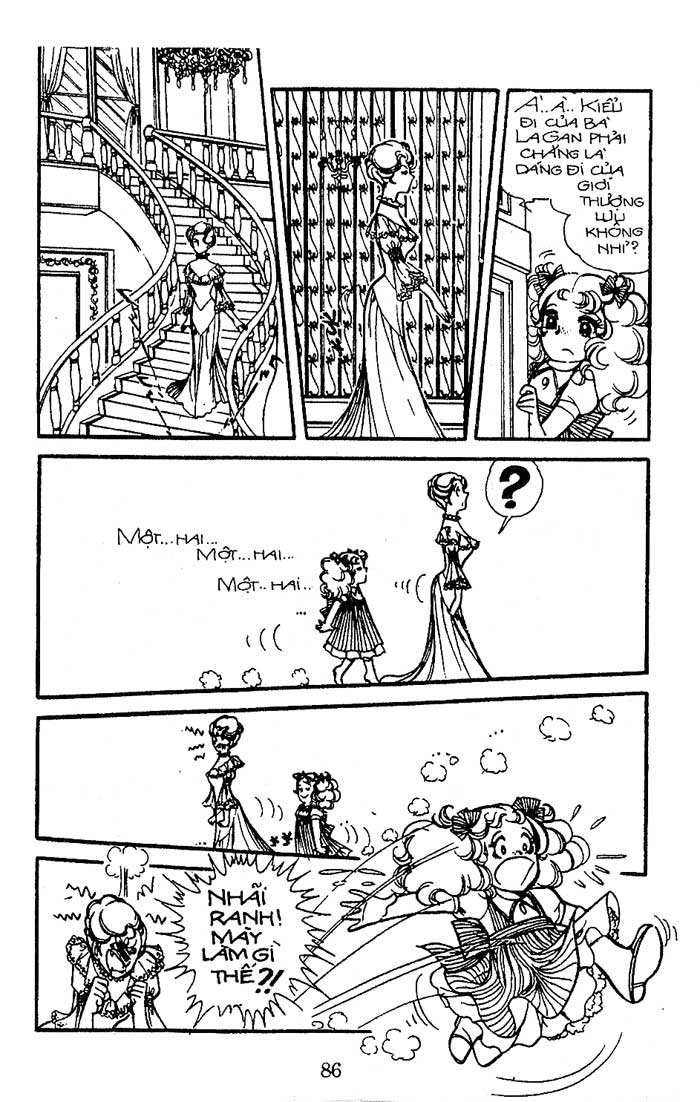 À.. À.. KIỂU
ĐI CỦA BÀ
LAGAN PHẢI
CHĂNG LÀ
DÁNG ĐI CỦA
GIỚI
THƯỢNG
LƯU
KHÔNG
NHỈ?
?
MỘT...HAI...
MỘT...HAI...
MỘT..HAI..
...
NHÃI
RANH!
MÀY
LÀM GÌ
THẾ?!
86